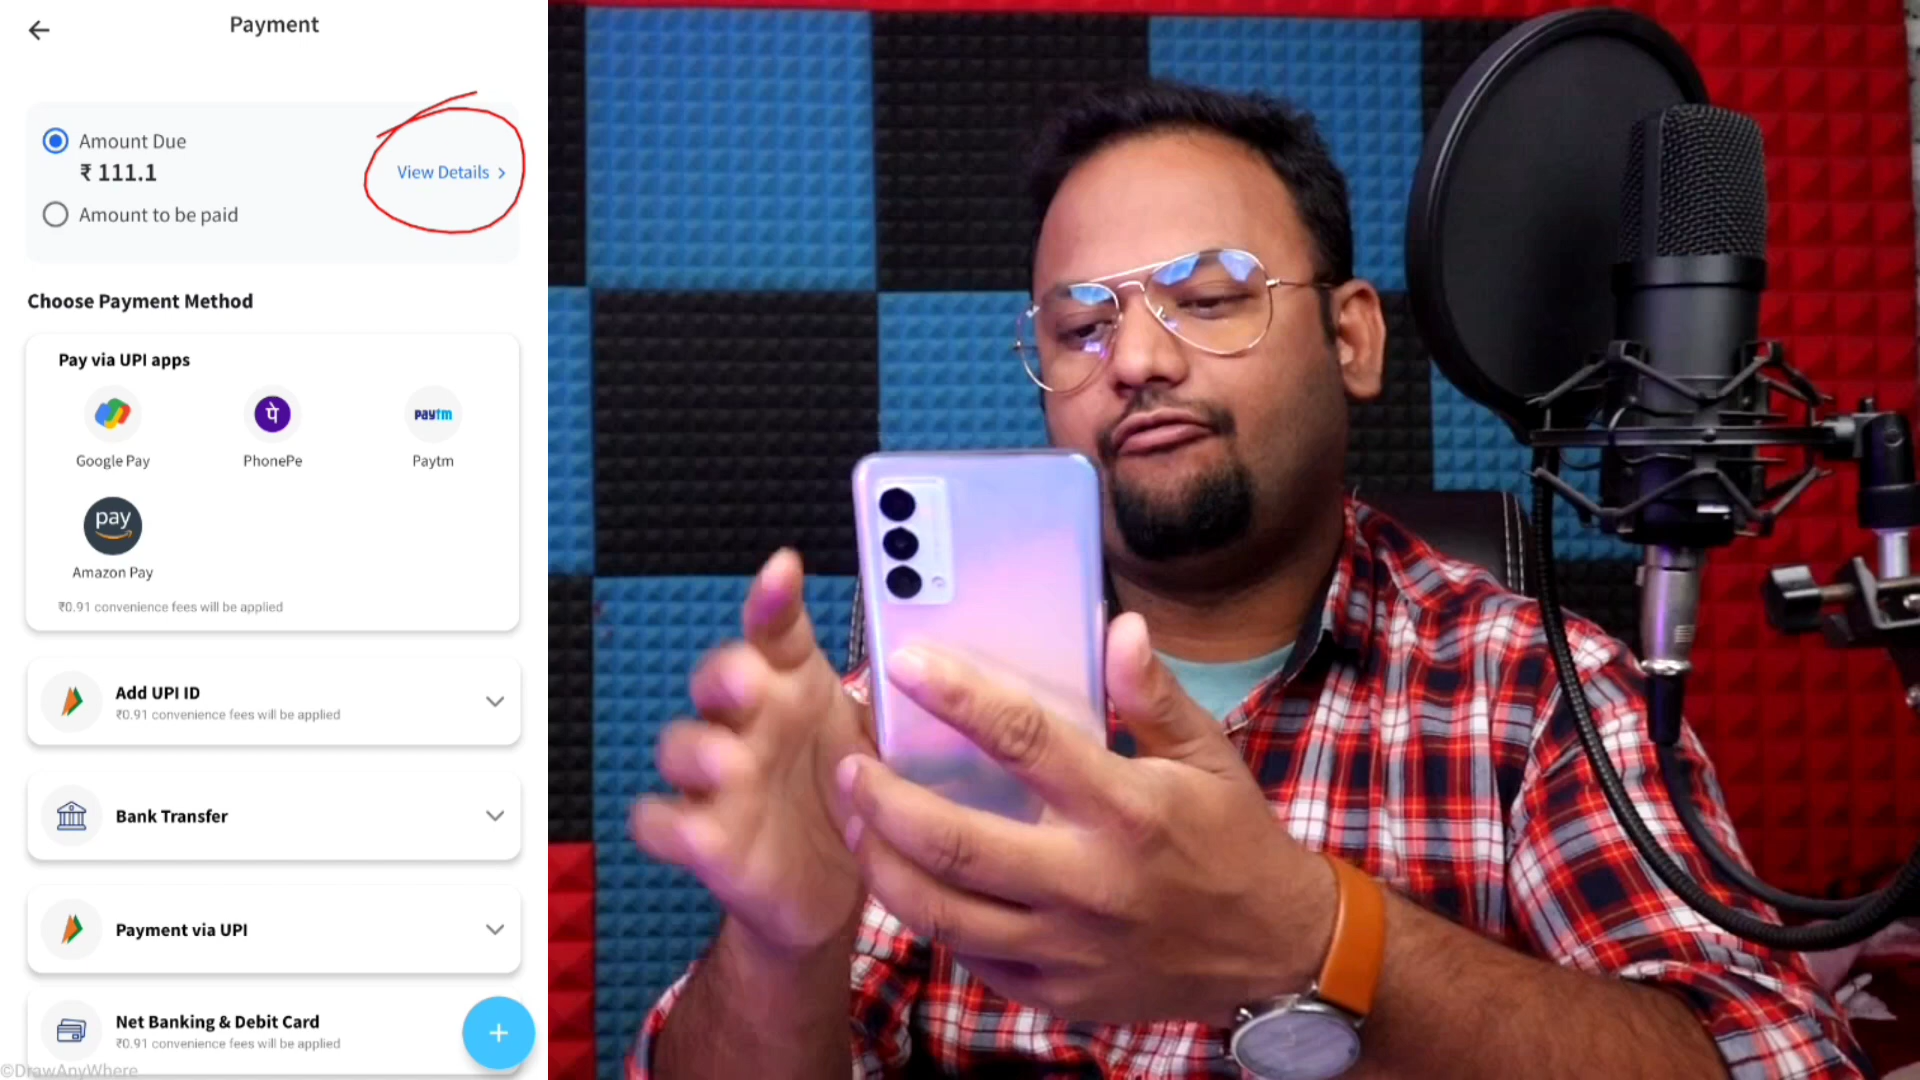 Payment
Amount Due
₹ 111.1
View Details
Amount to be paid
Choose Payment Method
Pay via UPI apps
पे
paytm
Google Pay
PhonePe
Paytm
pay
Amazon Pay
₹0.91 convenience fees will be applied
Add UPI ID
₹0.91 convenience fees will be applied
Bank Transfer
Payment via UPI
Net Banking & Debit Card
₹0.91 convenience fees will be applied
©DrawAnyWhere